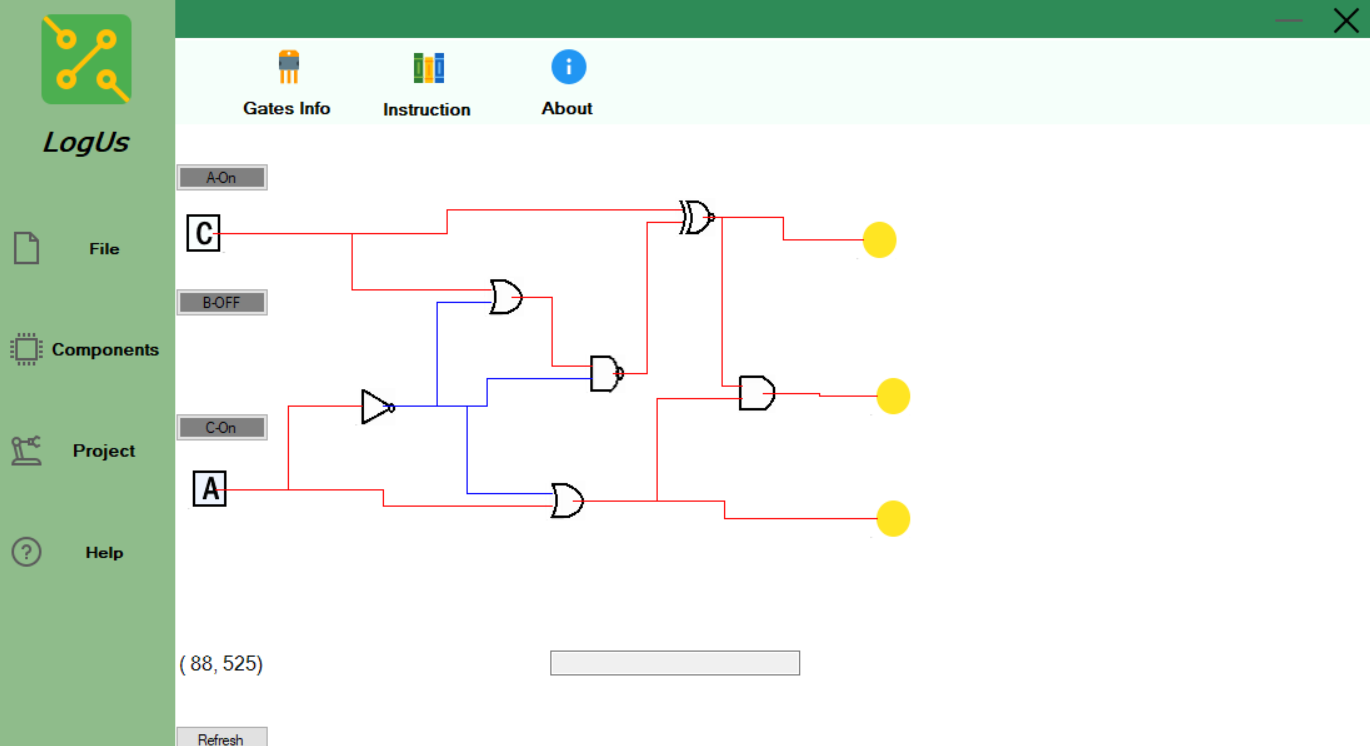 LogUs
File
Components
Project
Help
Gates Info
Instruction
About
A-On
C
B-OFF
C-On
A
( 88, 525)
Refresh